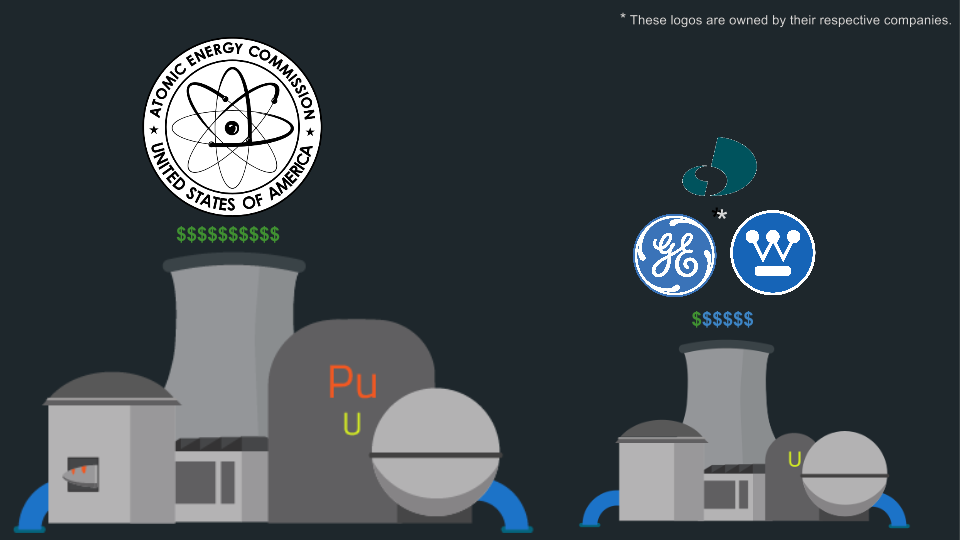 * These logos are owned by their respective companies.
ATOMIC ENERGY COMMISSION
★ ★
UNITED STATES OF AMERICA
$$$$$$$$$$
*
GE W
$$$$$$
Pu
U
U